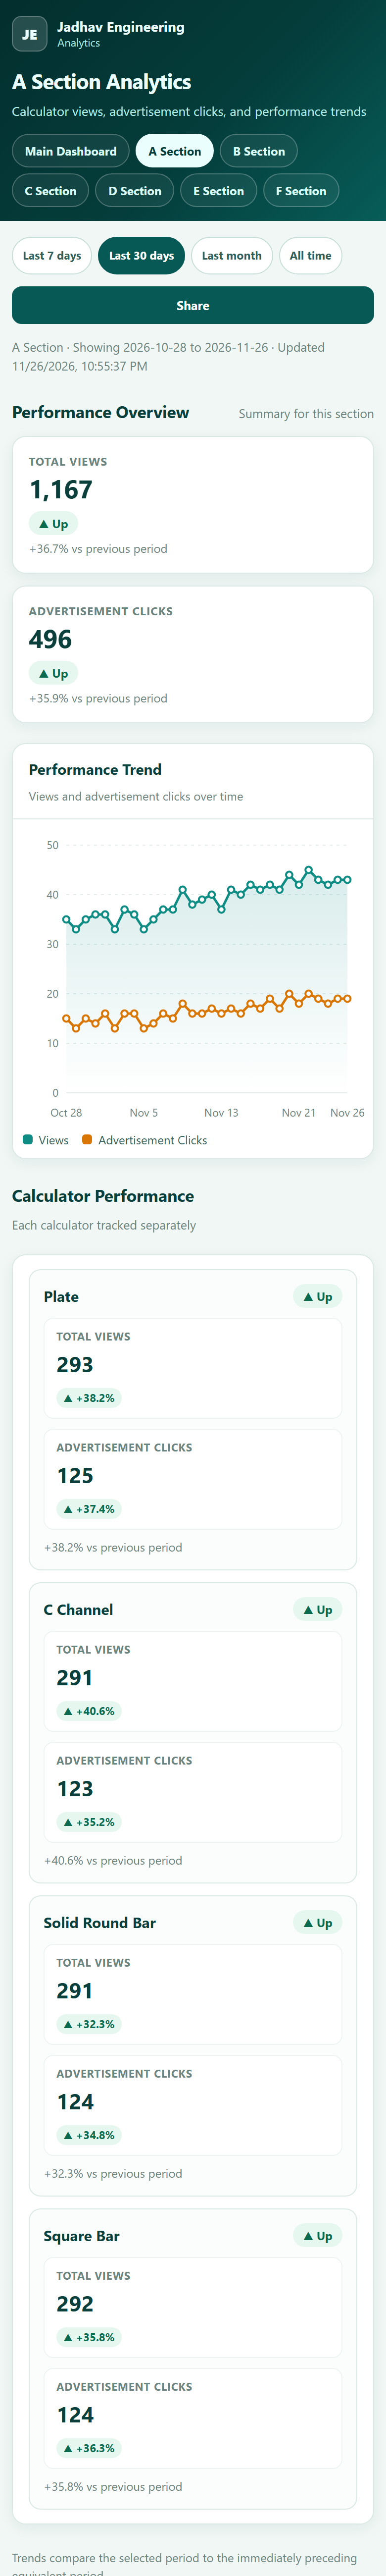 JE
Jadhav Engineering
Analytics
A Section Analytics
Calculator views, advertisement clicks, and performance trends
Main Dashboard
A Section
B Section
C Section
D Section
E Section
F Section
Last 7 days
Last 30 days
Last month
All time
Share
A Section · Showing 2026-10-28 to 2026-11-26 · Updated
11/26/2026, 10:55:37 PM
Performance Overview
Summary for this section
TOTAL VIEWS
1,167
▲ Up
+36.7% vs previous period
ADVERTISEMENT CLICKS
496
▲ Up
+35.9% vs previous period
Performance Trend
Views and advertisement clicks over time
50
40
30
20
10
0
Oct 28
Nov 5
Nov 13
Nov 21
Nov 26
Views
Advertisement Clicks
Calculator Performance
Each calculator tracked separately
Plate
▲ Up
TOTAL VIEWS
293
▲ +38.2%
ADVERTISEMENT CLICKS
125
▲ +37.4%
+38.2% vs previous period
C Channel
▲ Up
TOTAL VIEWS
291
▲ +40.6%
ADVERTISEMENT CLICKS
123
▲ +35.2%
+40.6% vs previous period
Solid Round Bar
▲ Up
TOTAL VIEWS
291
▲ +32.3%
ADVERTISEMENT CLICKS
124
▲ +34.8%
+32.3% vs previous period
Square Bar
▲ Up
TOTAL VIEWS
292
▲ +35.8%
ADVERTISEMENT CLICKS
124
▲ +36.3%
+35.8% vs previous period
Trends compare the selected period to the immediately preceding
equivalent period.